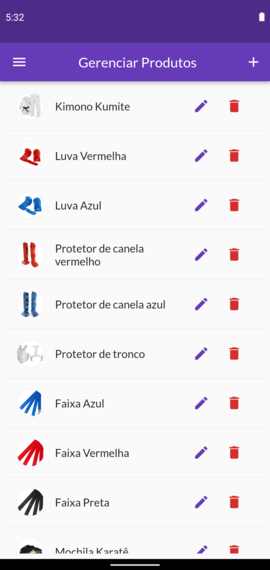 5:32
Gerenciar Produtos
Kimono Kumite
Luva Vermelha
Luva Azul
Protetor de canela
vermelho
Protetor de canela azul
Protetor de tronco
Faixa Azul
Faixa Vermelha
Faixa Preta
Mochila Karatê